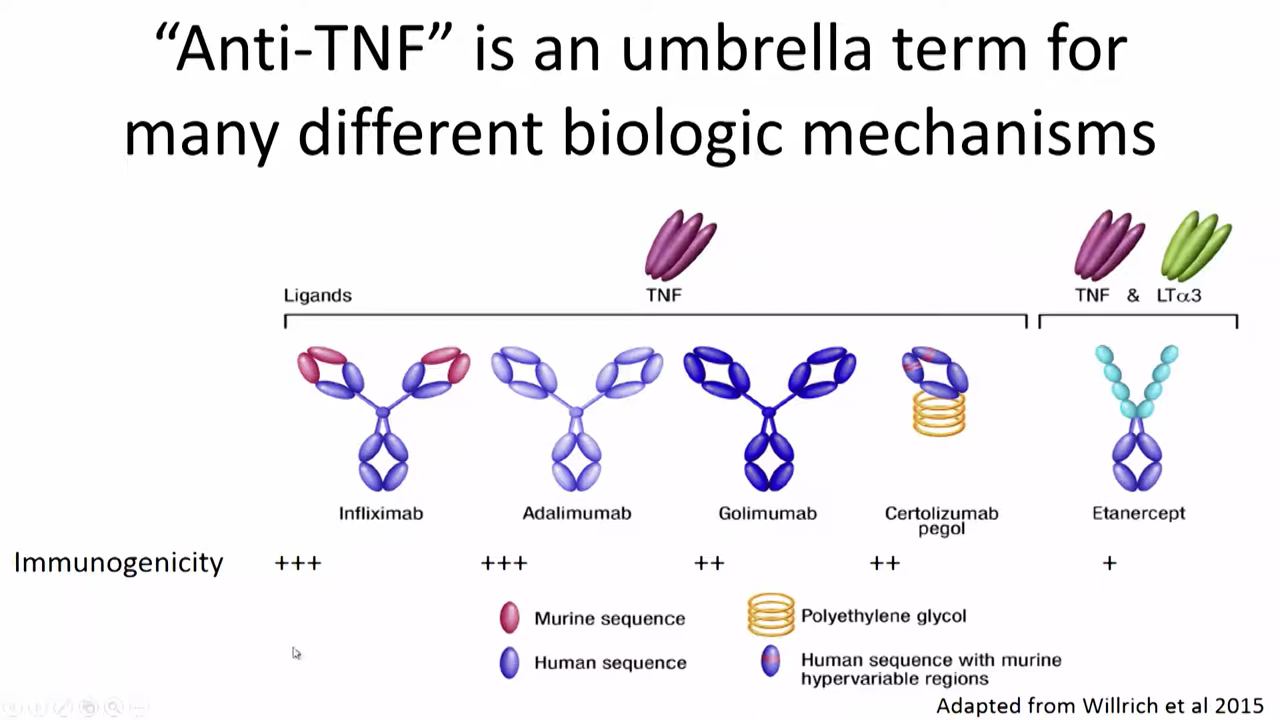 “Anti-TNF” is an umbrella term for
many different biologic mechanisms
Ligands
TNF
TNF & LTα3
Infliximab
Adalimumab
Golimumab
Certolizumab
pegol
Etanercept
Immunogenicity +++ +++ ++ ++ +
Murine sequence
Polyethylene glycol
Human sequence
Human sequence with murine
hypervariable regions
Adapted from Willrich et al 2015